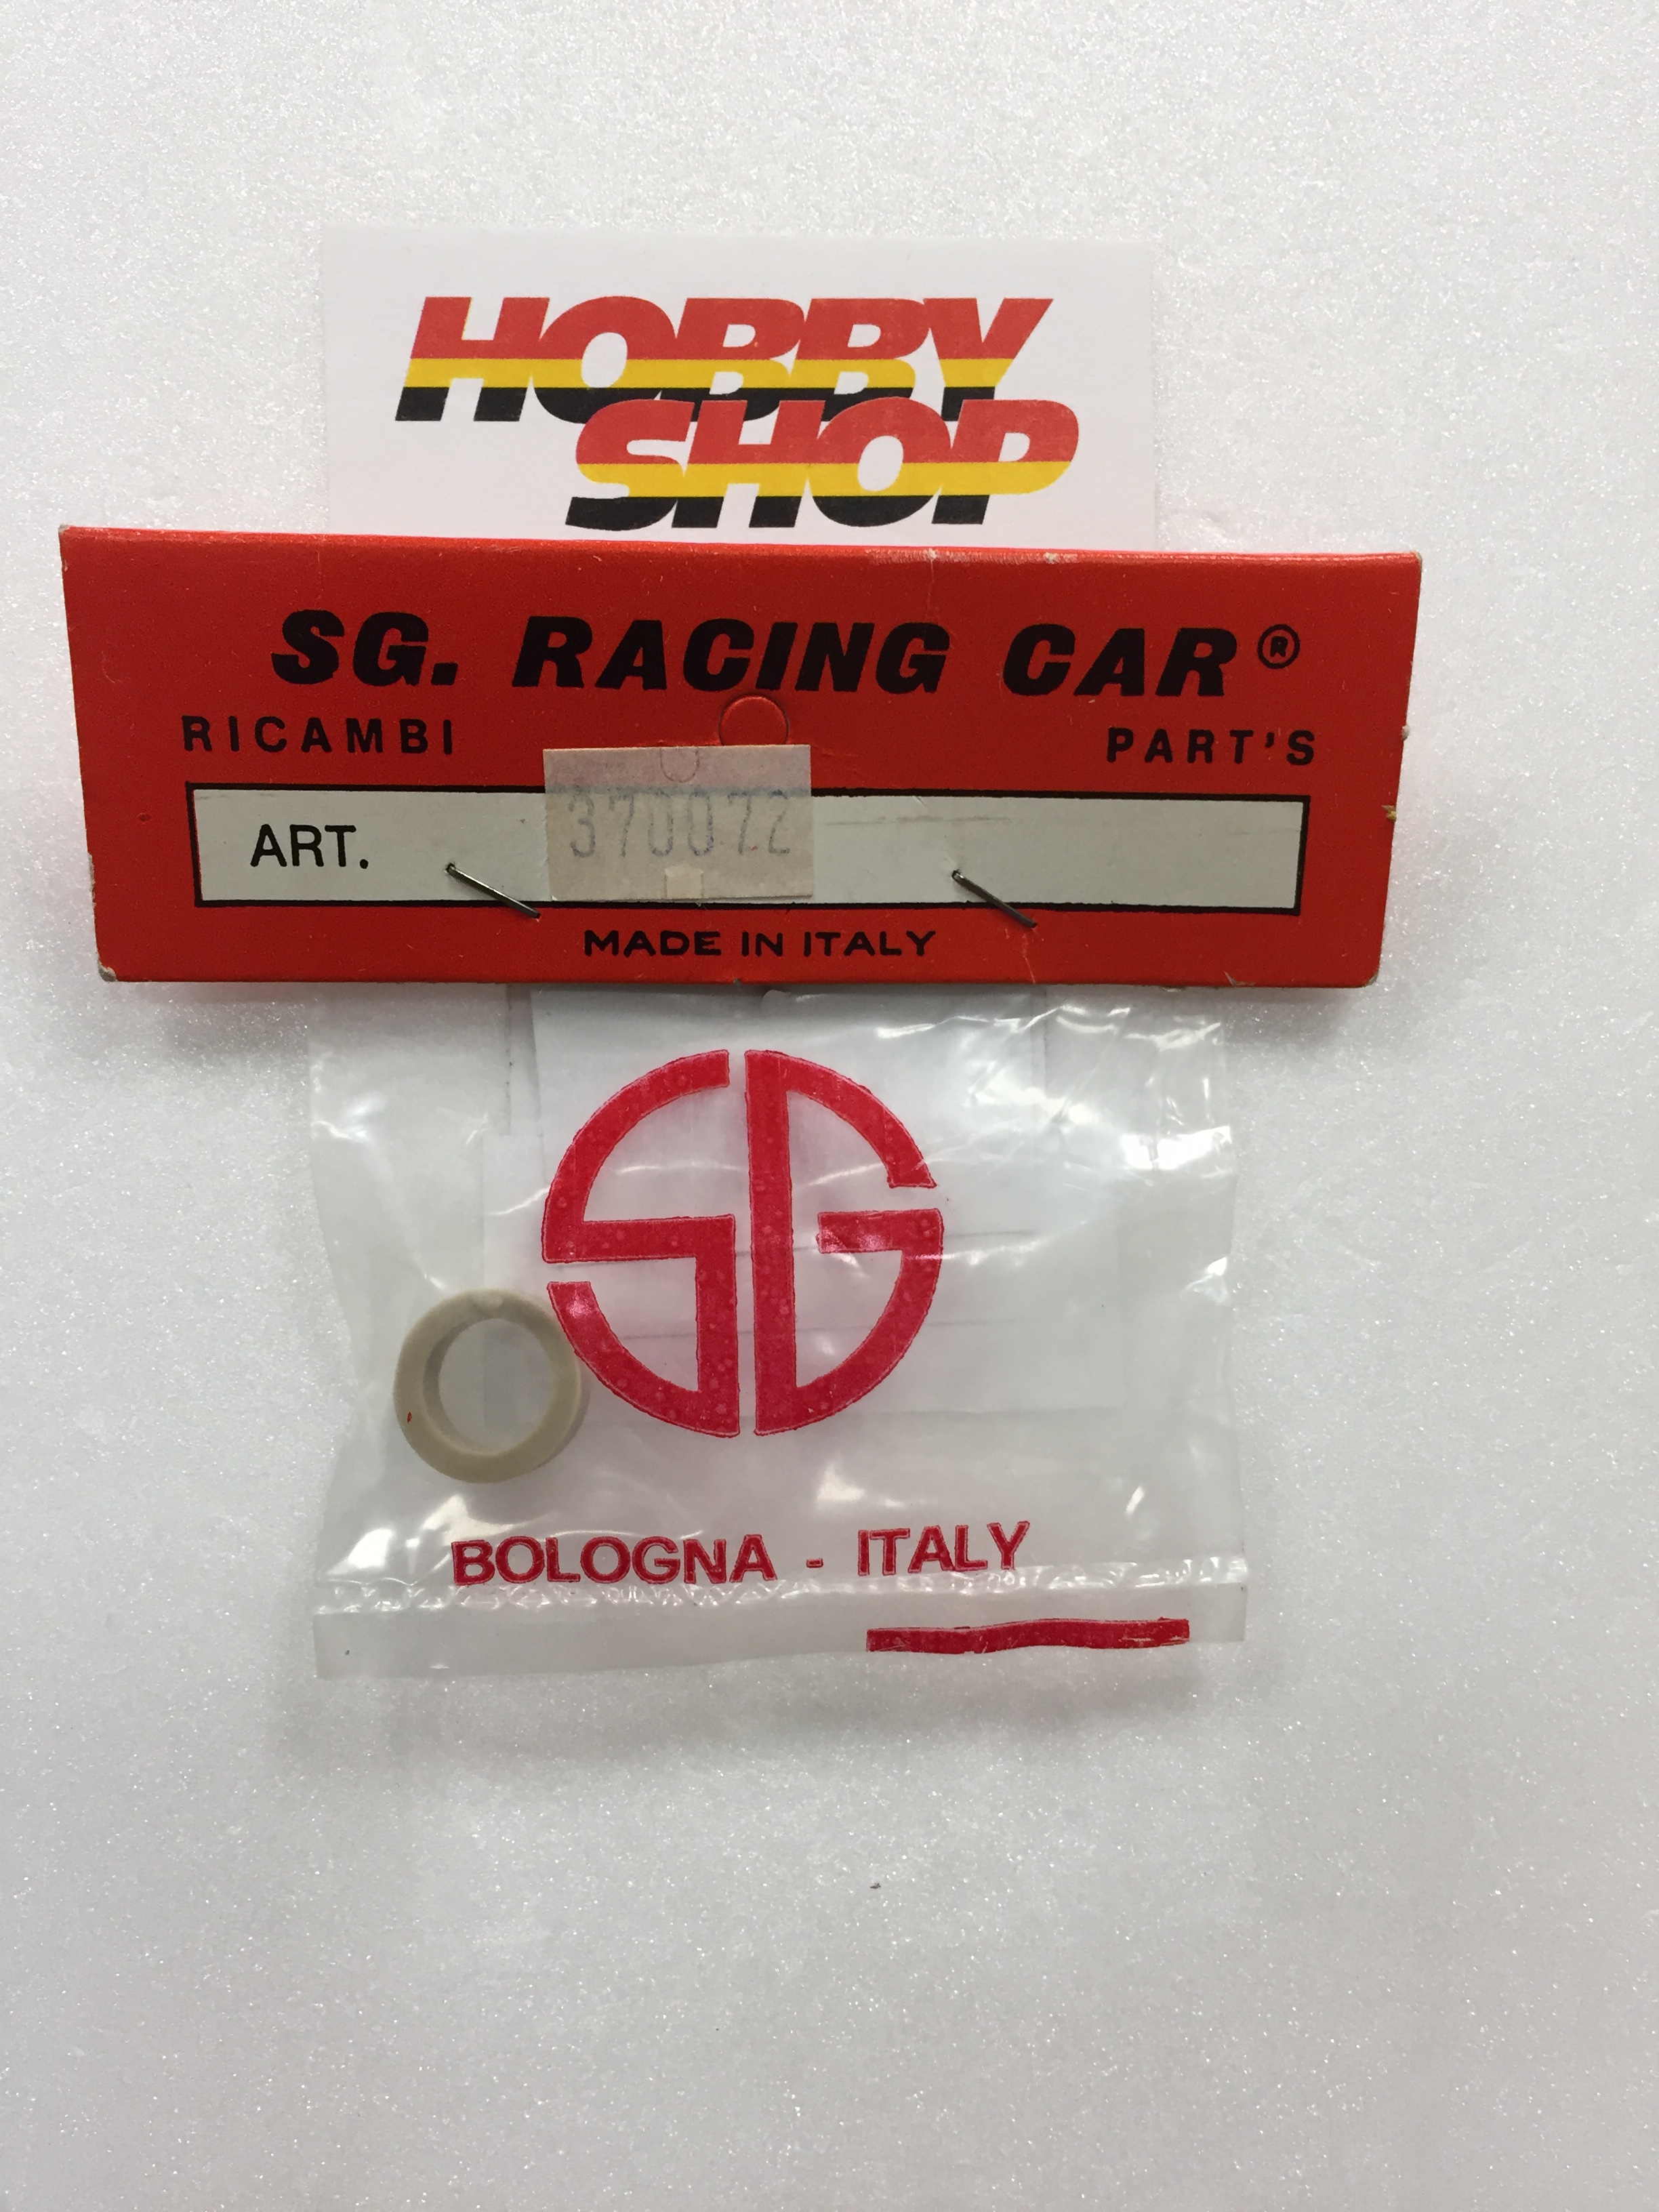 HOBBY
SHOP
SG. RACING CAR®
RICAMBI PART'S
ART. 370072
MADE IN ITALY
SG
BOLOGNA - ITALY